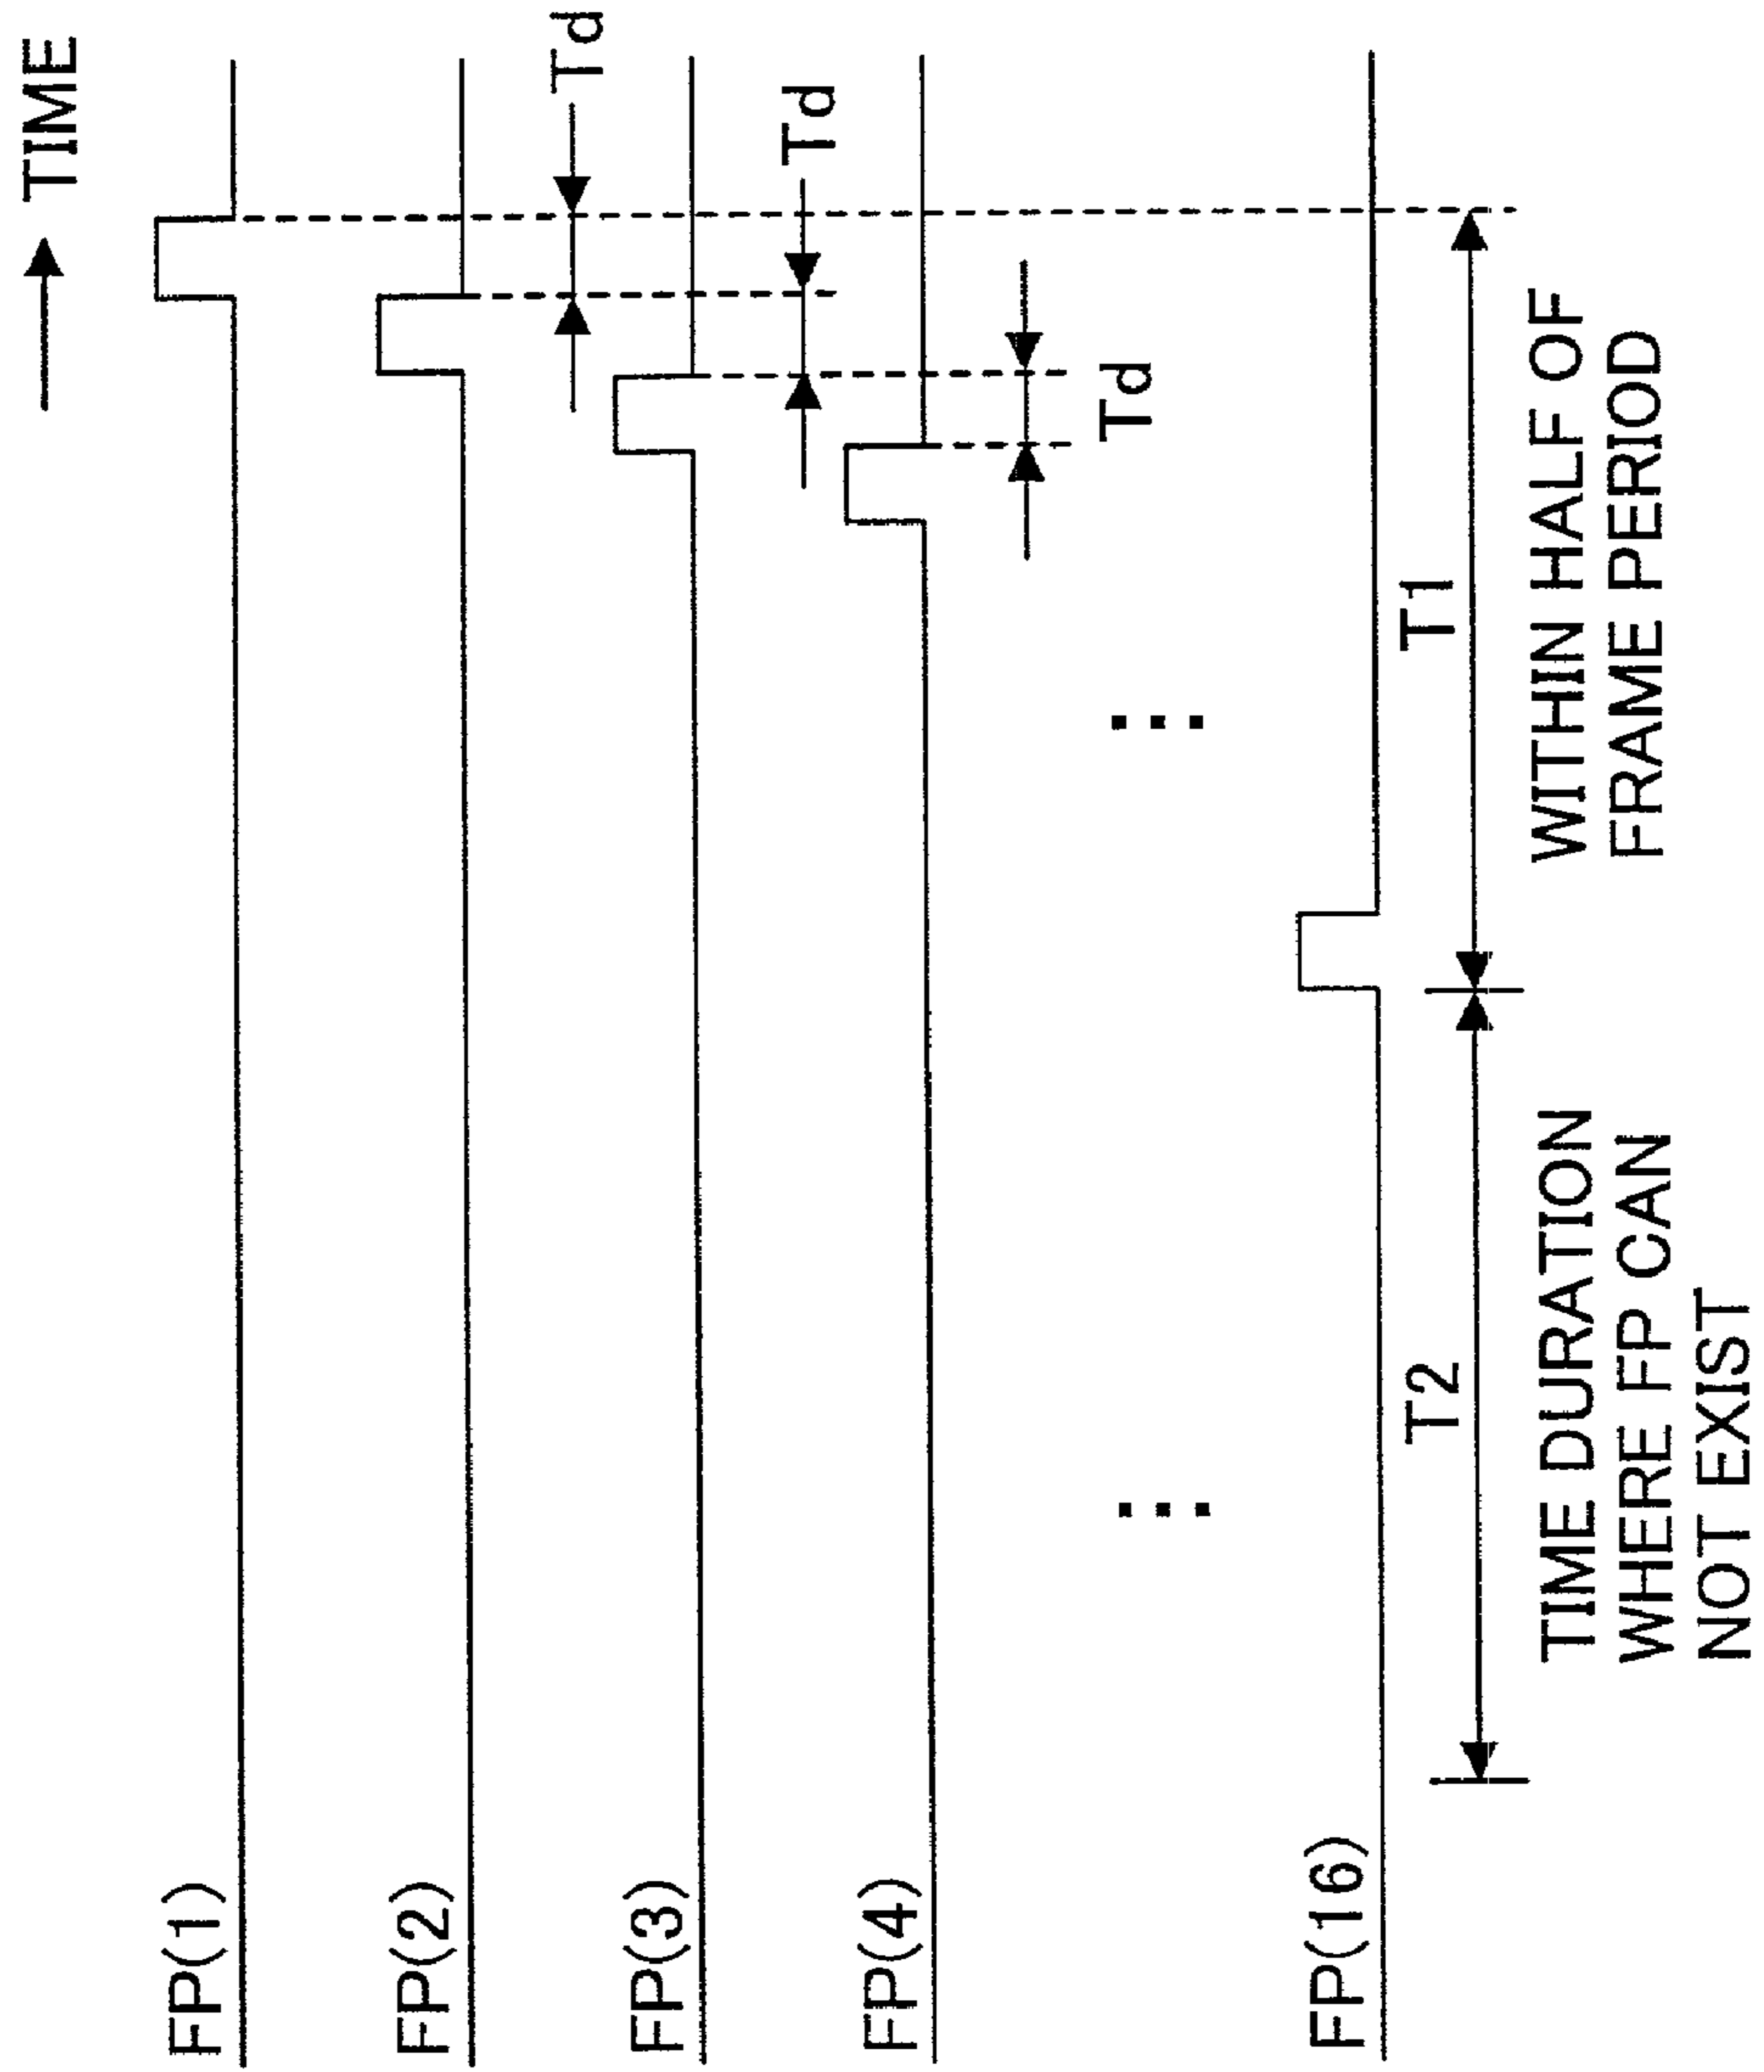 TIME
FP(1)
FP(2)
Td
FP(3)
Td
FP(4)
Td
FP(16)
T2
T1
TIME DURATION
WHERE FP CAN
NOT EXIST
WITHIN HALF OF
FRAME PERIOD